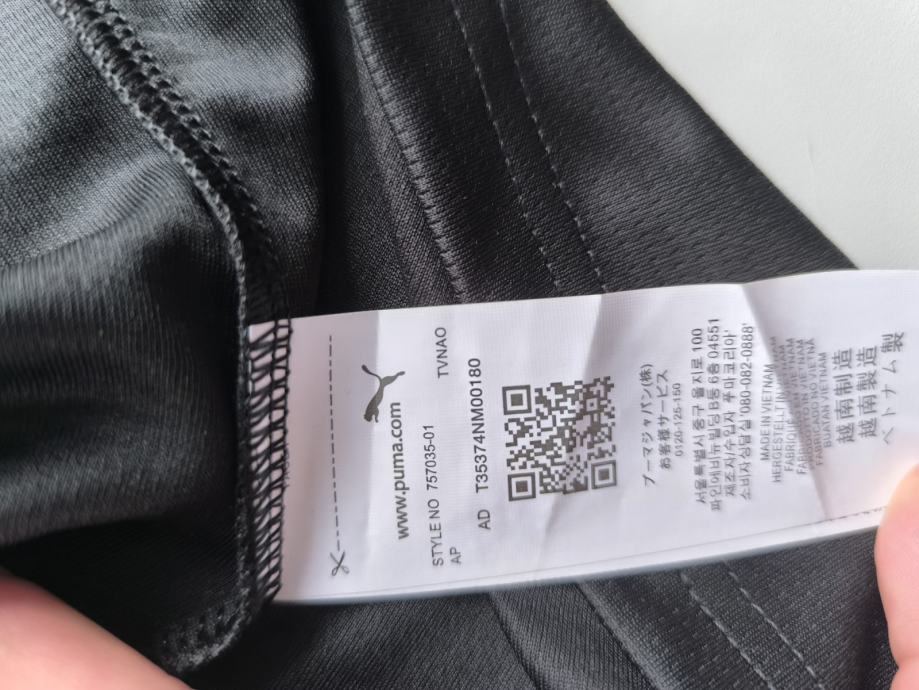 www.puma.com
STYLE NO 757035-01
AP TVNAO
AD T35374NM00180
プーマジャパン(株)
お客様サービス
0120-125-150
서울특별시 중구 을지로 100
파인에비뉴빌딩 B동 6층 04551
제조자/수입자 '푸마코리아'
소비자상담실 '080-082-0888'
MADE IN VIETNAM
HERGESTELLT IN VIETNAM
FABRIQUÉ AU VIETNAM
FABRICADO EN VIETNAM
FABRICADO NO VIETNÃ
BUATAN VIETNAM
越南制造
越南製造
ベトナム製